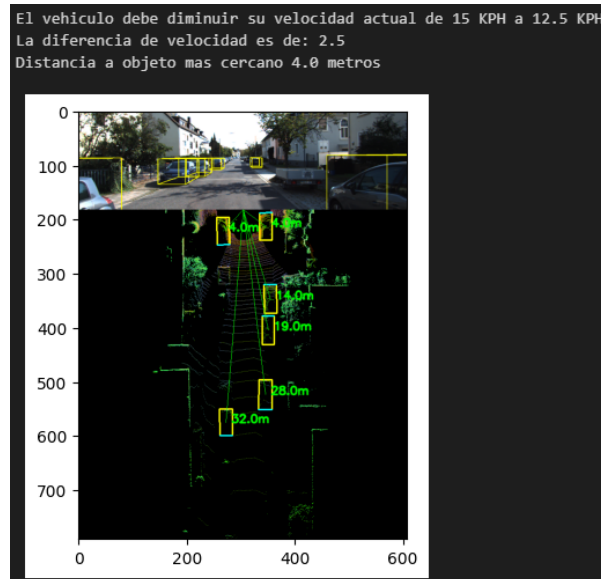 El vehiculo debe diminuir su velocidad actual de 15 KPH a 12.5 KPH
La diferencia de velocidad es de: 2.5
Distancia a objeto mas cercano 4.0 metros
0
100
200
4.0m
300
14.0m
19.0m
400
500
28.0m
32.0m
600
700
0 200 400 600